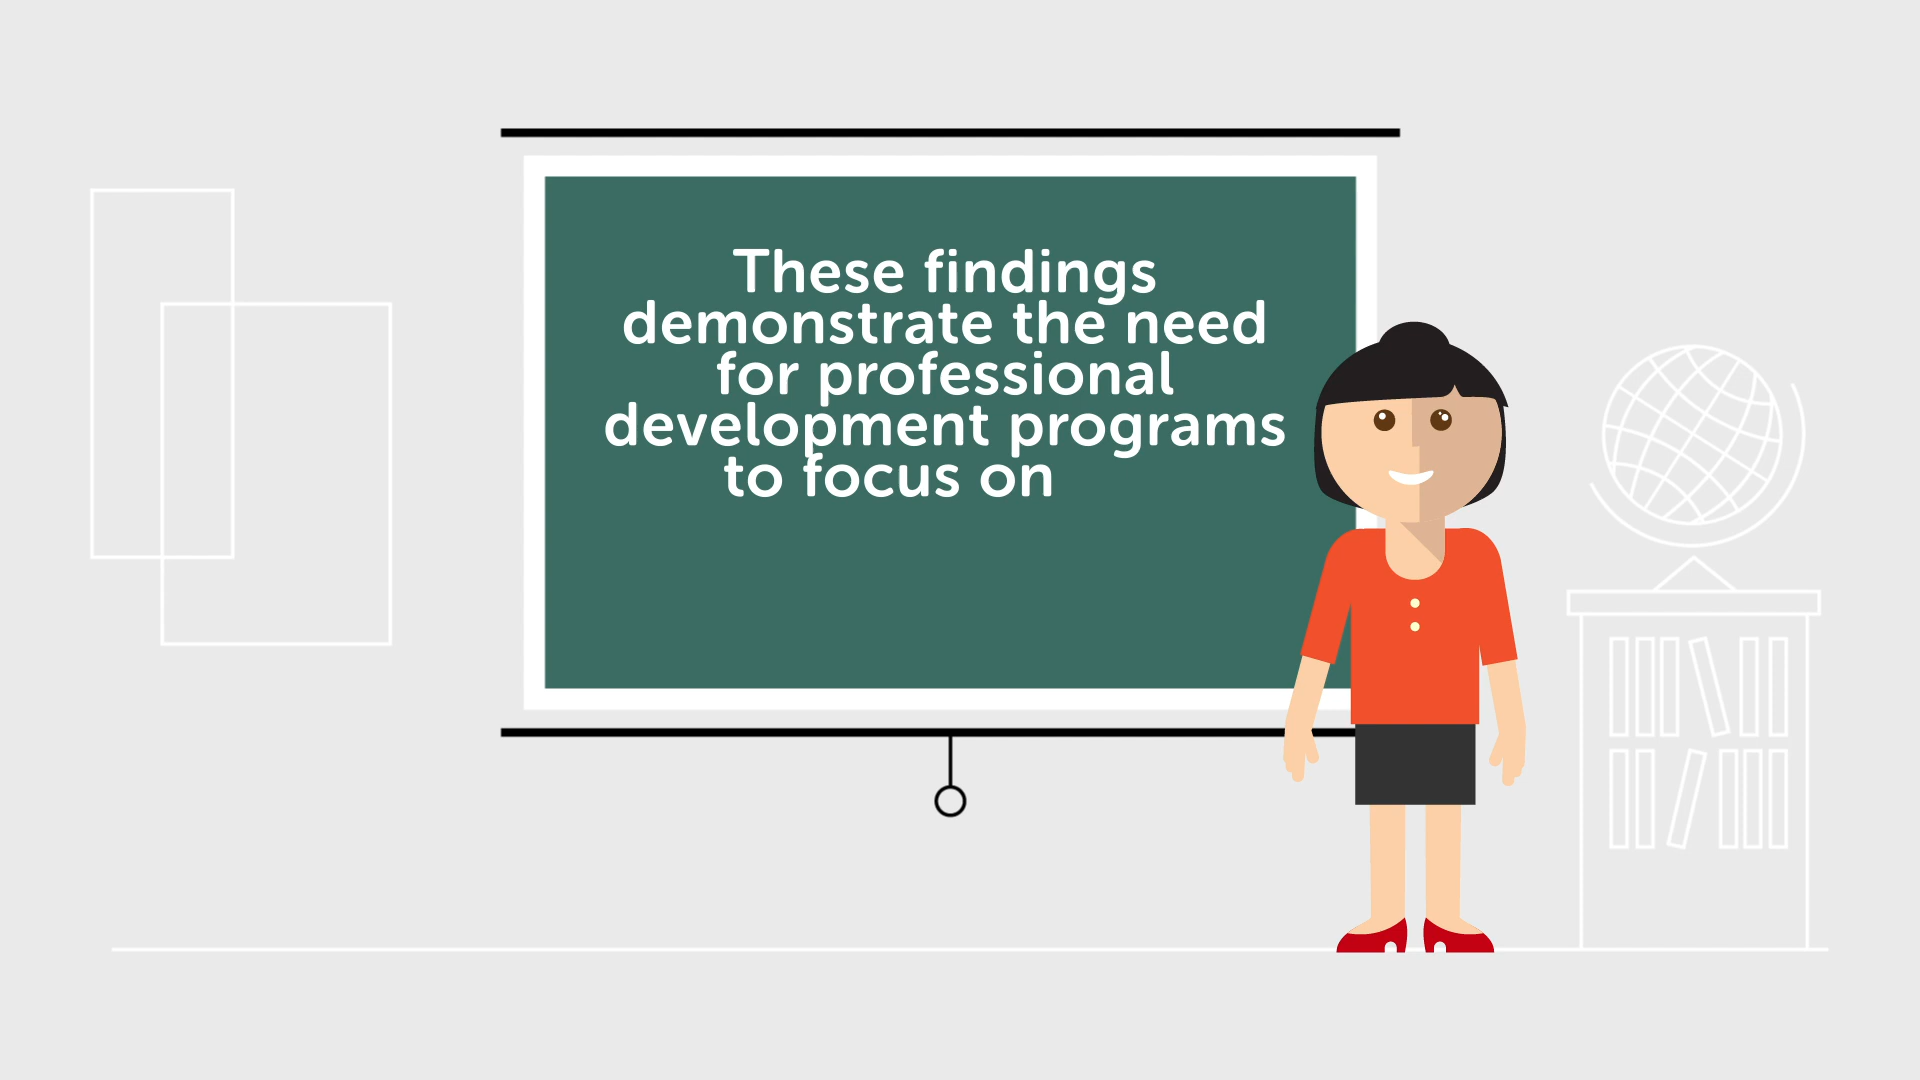 These findings
demonstrate the need
for professional
development programs
to focus on